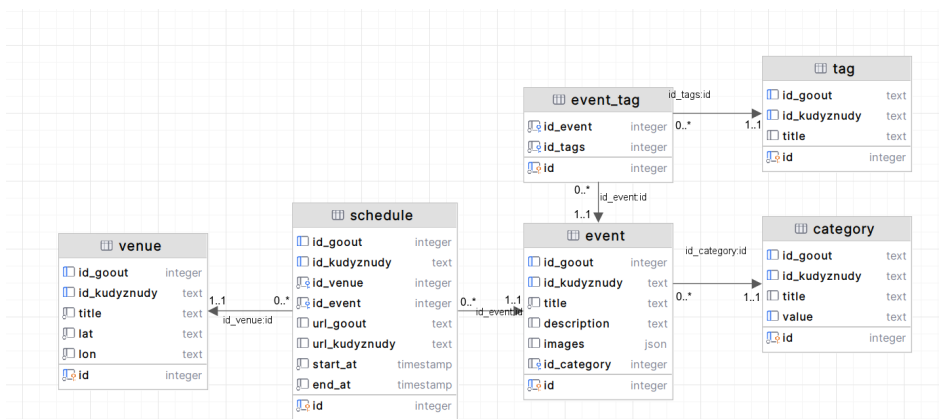 tag
id_goout text
id_kudyznudy text
title text
id integer
id_tags:id
0..*
1..1
event_tag
id_event integer
id_tags integer
id integer
0..*
id_event:id
1..1
event
id_goout integer
id_kudyznudy text
title text
description text
images json
id_category integer
id integer
id_category:id
0..*
1..1
category
id_goout text
id_kudyznudy text
title text
value text
id integer
schedule
id_goout integer
id_kudyznudy text
id_venue integer
id_event integer
url_goout text
url_kudyznudy text
start_at timestamp
end_at timestamp
id integer
0..*
1..1
id_event:id
venue
id_goout integer
id_kudyznudy text
title text
lat text
lon text
id integer
1..1
0..*
id_venue:id